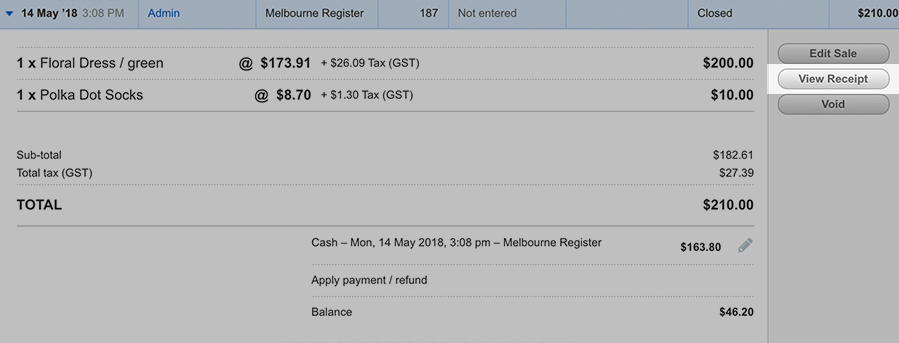 14 May '18 3:08 PM Admin Melbourne Register 187 Not entered Closed $210.00
1 x Floral Dress / green @ $173.91 + $26.09 Tax (GST) $200.00
Edit Sale
View Receipt
1 x Polka Dot Socks @ $8.70 + $1.30 Tax (GST) $10.00
Void
Sub-total $182.61
Total tax (GST) $27.39
TOTAL $210.00
Cash – Mon, 14 May 2018, 3:08 pm – Melbourne Register $163.80
Apply payment / refund
Balance $46.20